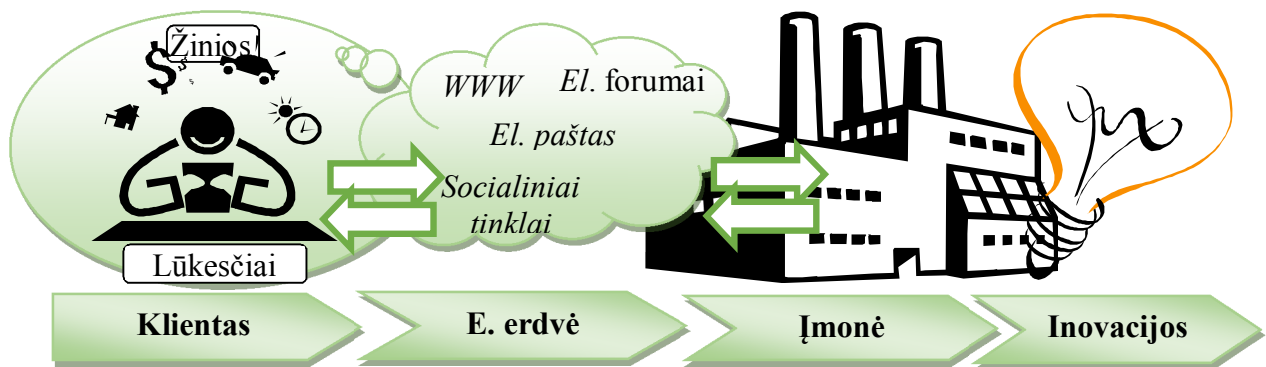 Žinios
WWW
El. forumai
El. paštas
Socialiniai
tinklai
Lūkesčiai
Klientas
E. erdvė
Įmonė
Inovacijos